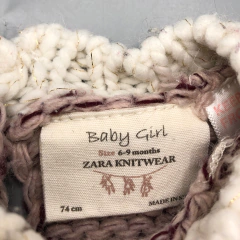 Baby Girl
Size 6-9 months
ZARA KNITWEAR
74 cm
MADE IN